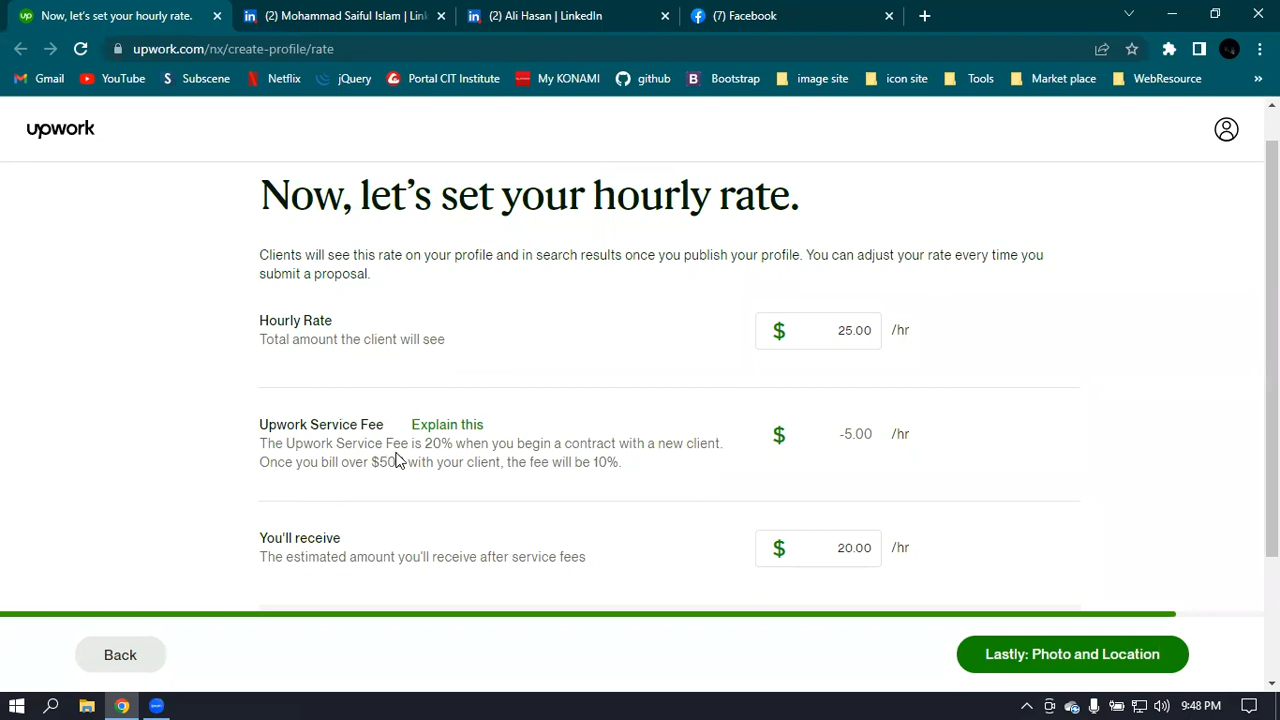 Now, let's set your hourly rate.
(2) Mohammad Saiful Islam | Link
(2) Ali Hasan | LinkedIn
(7) Facebook
upwork.com/nx/create-profile/rate
Gmail
YouTube
Subscene
Netflix
jQuery
Portal CIT Institute
My KONAMI
github
Bootstrap
image site
icon site
Tools
Market place
WebResource
»
upwork
Now, let's set your hourly rate.
Clients will see this rate on your profile and in search results once you publish your profile. You can adjust your rate every time you
submit a proposal.
Hourly Rate
Total amount the client will see
$ 25.00 /hr
Upwork Service Fee Explain this
The Upwork Service Fee is 20% when you begin a contract with a new client.
Once you bill over $500 with your client, the fee will be 10%.
$ -5.00 /hr
You'll receive
The estimated amount you'll receive after service fees
$ 20.00 /hr
Back
Lastly: Photo and Location
9:48 PM